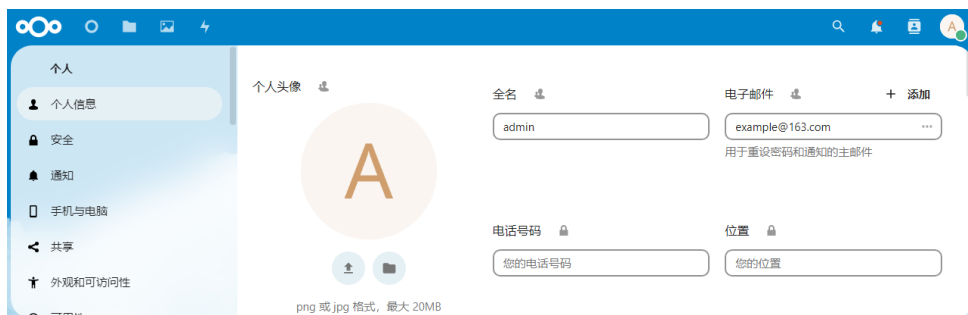 A
个人
个人信息
安全
通知
手机与电脑
共享
外观和可访问性
个人头像
A
png 或 jpg 格式，最大 20MB
全名
admin
电子邮件
添加
example@163.com
用于重设密码和通知的主邮件
电话号码
您的电话号码
位置
您的位置